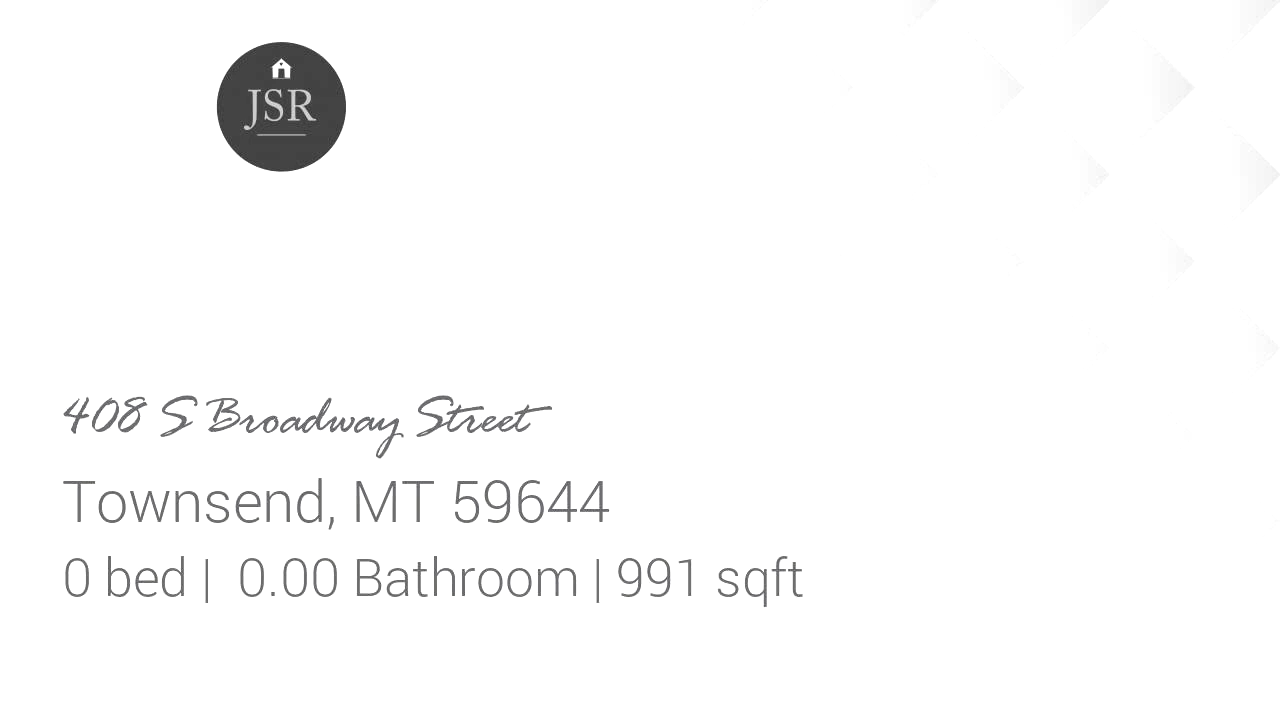 JSR
408 S Broadway Street
Townsend, MT 59644
0 bed | 0.00 Bathroom | 991 sqft